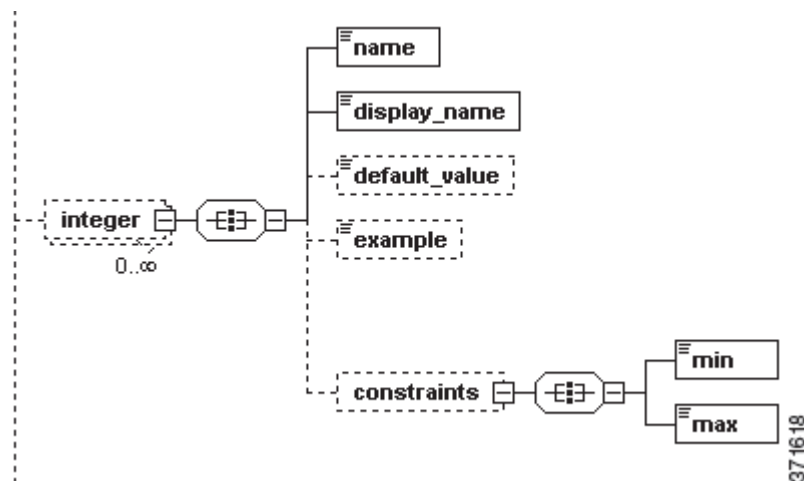 name
display_name
default_value
integer
example
0..∞
constraints
min
max
371618